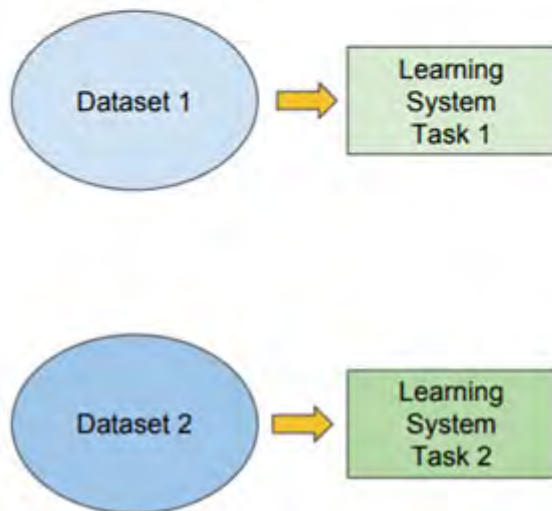 Dataset 1
Learning
System
Task 1
Dataset 2
Learning
System
Task 2